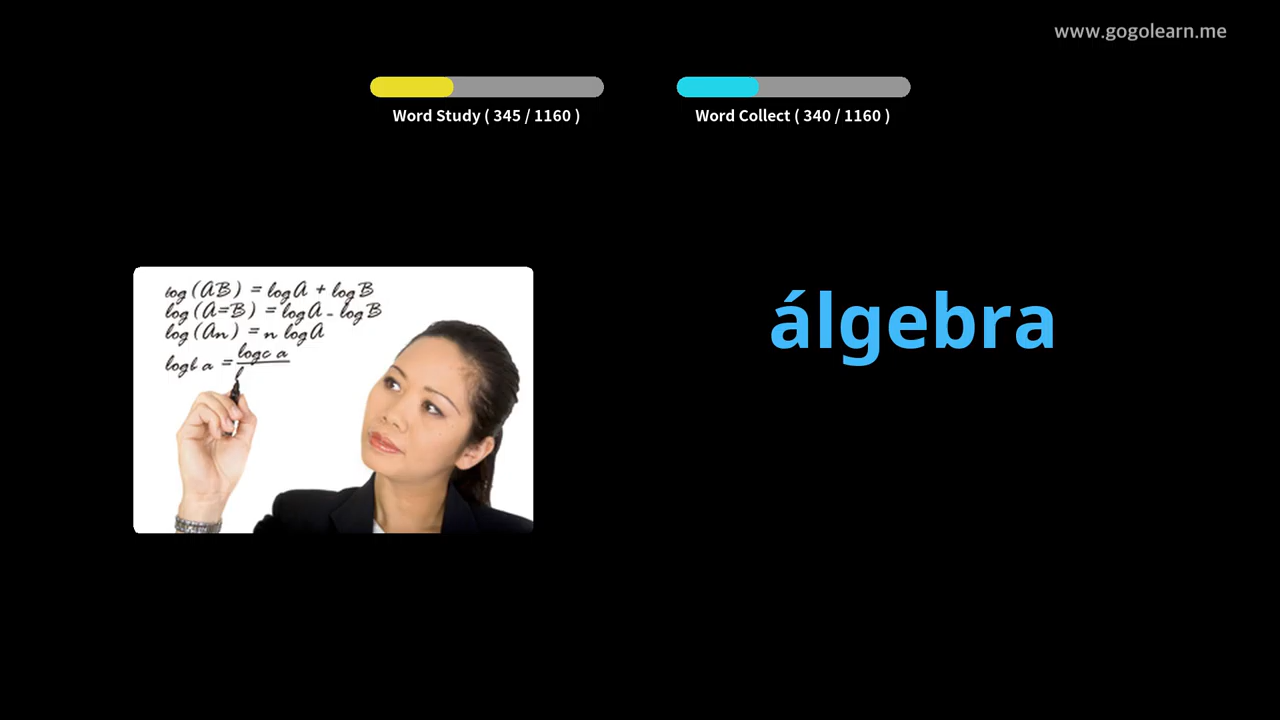 www.gogolearn.me
Word Study ( 345 / 1160 )
Word Collect ( 340 / 1160 )
log (AB) = log A + log B
log (A=B) = log A - log B
log (An) = n log A
logb a = logc a
l
álgebra